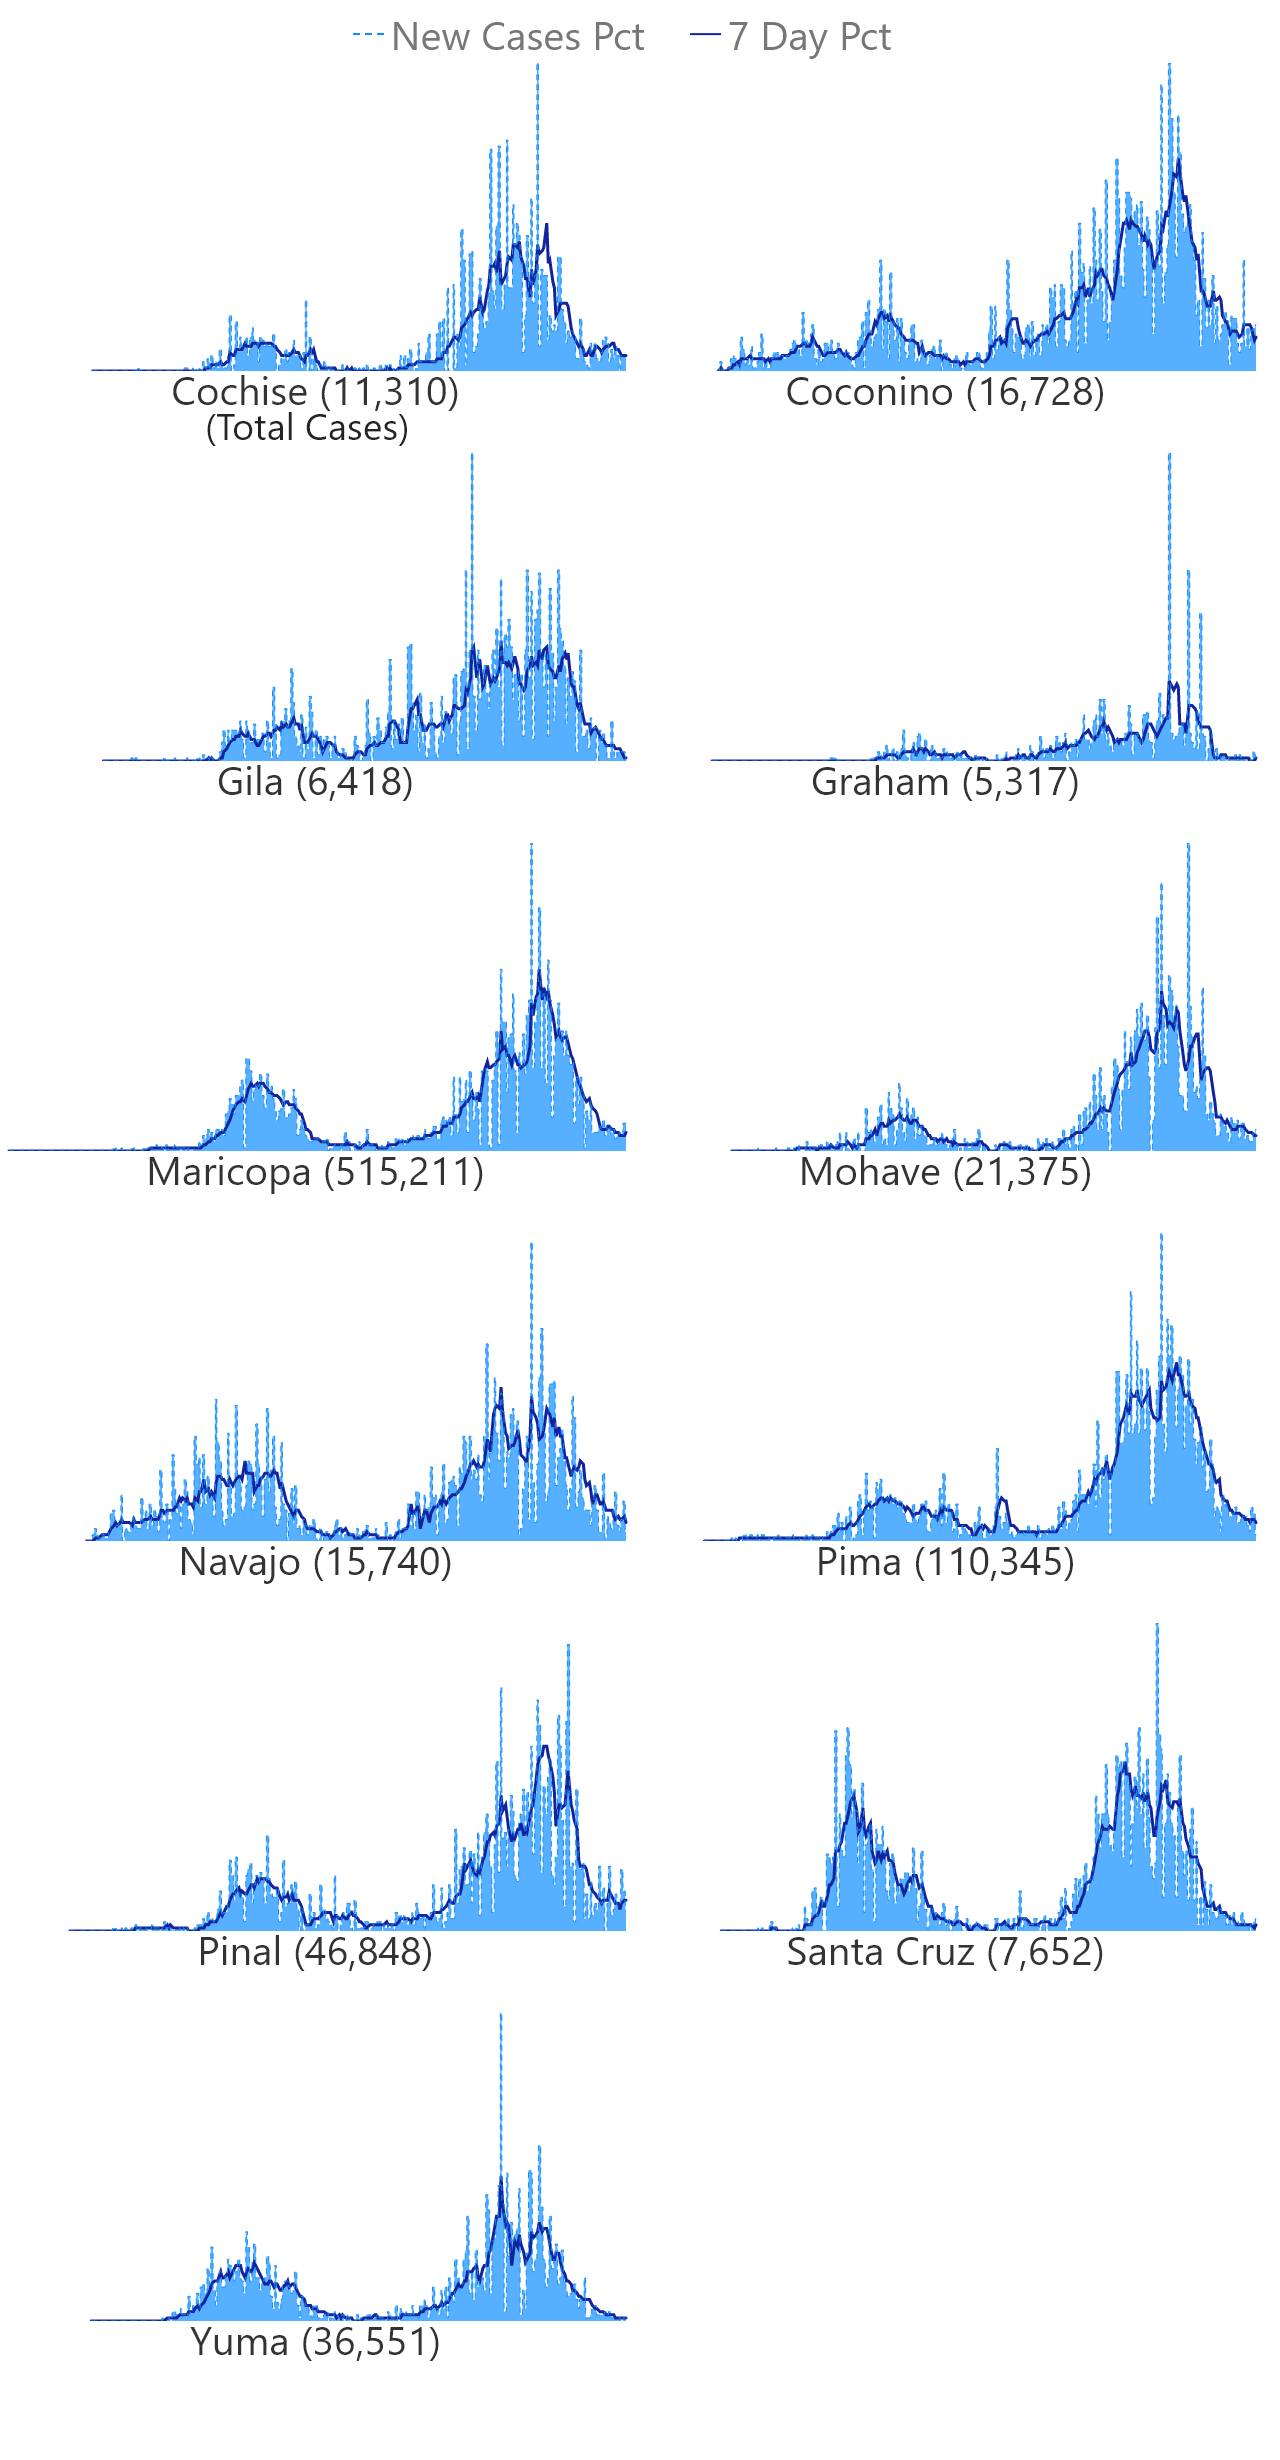 New Cases Pct 7 Day Pct
Cochise (11,310) Coconino (16,728)
(Total Cases)
Gila (6,418) Graham (5,317)
Maricopa (515,211) Mohave (21,375)
Navajo (15,740) Pima (110,345)
Pinal (46,848) Santa Cruz (7,652)
Yuma (36,551)